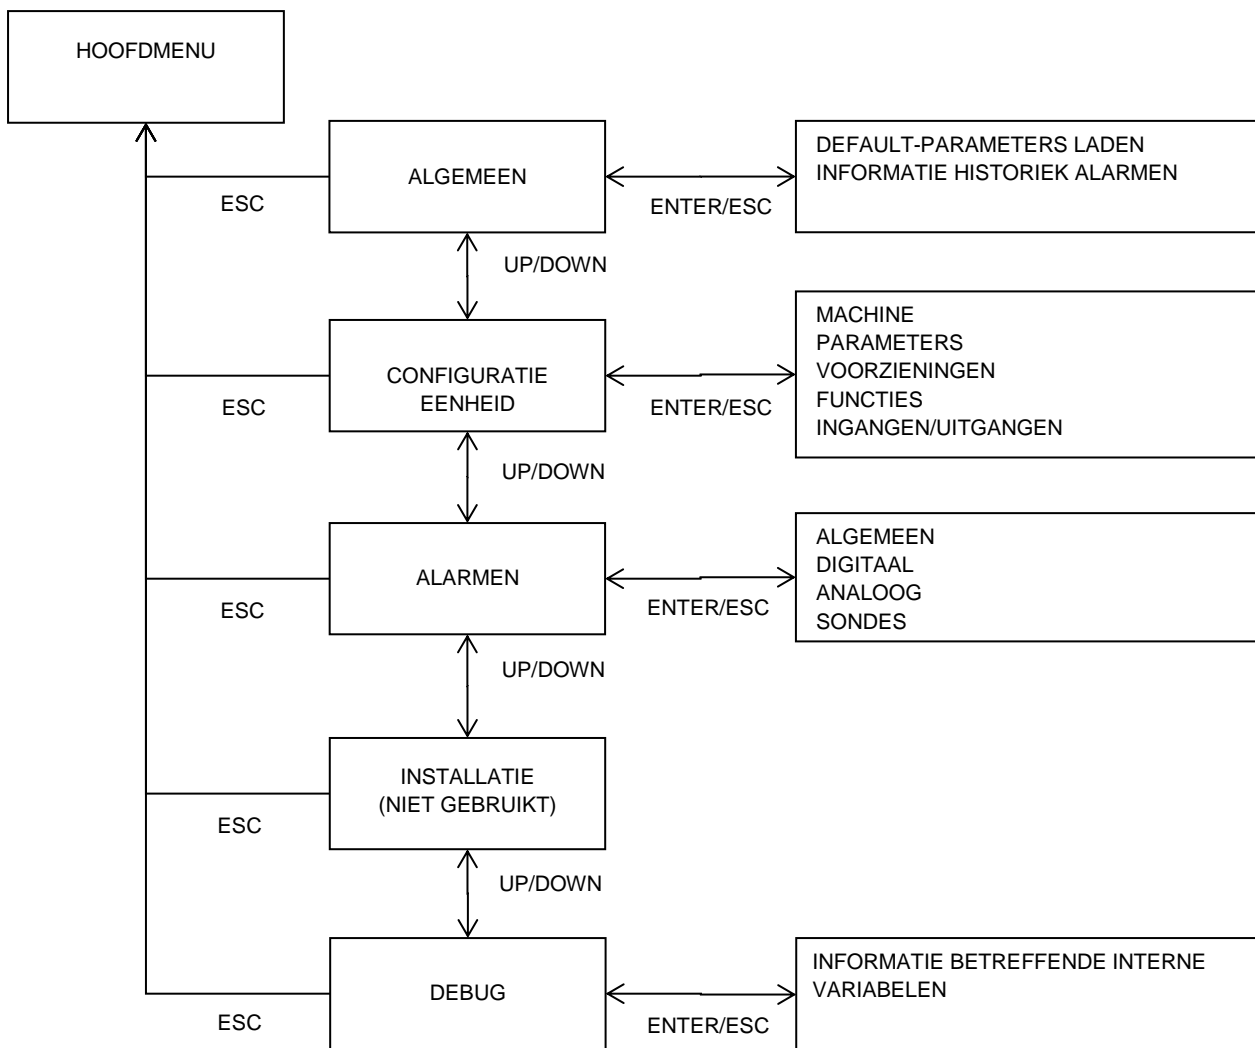 HOOFDMENU
ALGEMEEN
ESC
ENTER/ESC
DEFAULT-PARAMETERS LADEN
INFORMATIE HISTORIEK ALARMEN
UP/DOWN
CONFIGURATIE
EENHEID
ESC
ENTER/ESC
MACHINE
PARAMETERS
VOORZIENINGEN
FUNCTIES
INGANGEN/UITGANGEN
UP/DOWN
ALARMEN
ESC
ENTER/ESC
ALGEMEEN
DIGITAAL
ANALOOG
SONDES
UP/DOWN
INSTALLATIE
(NIET GEBRUIKT)
ESC
UP/DOWN
DEBUG
ESC
ENTER/ESC
INFORMATIE BETREFFENDE INTERNE
VARIABELEN